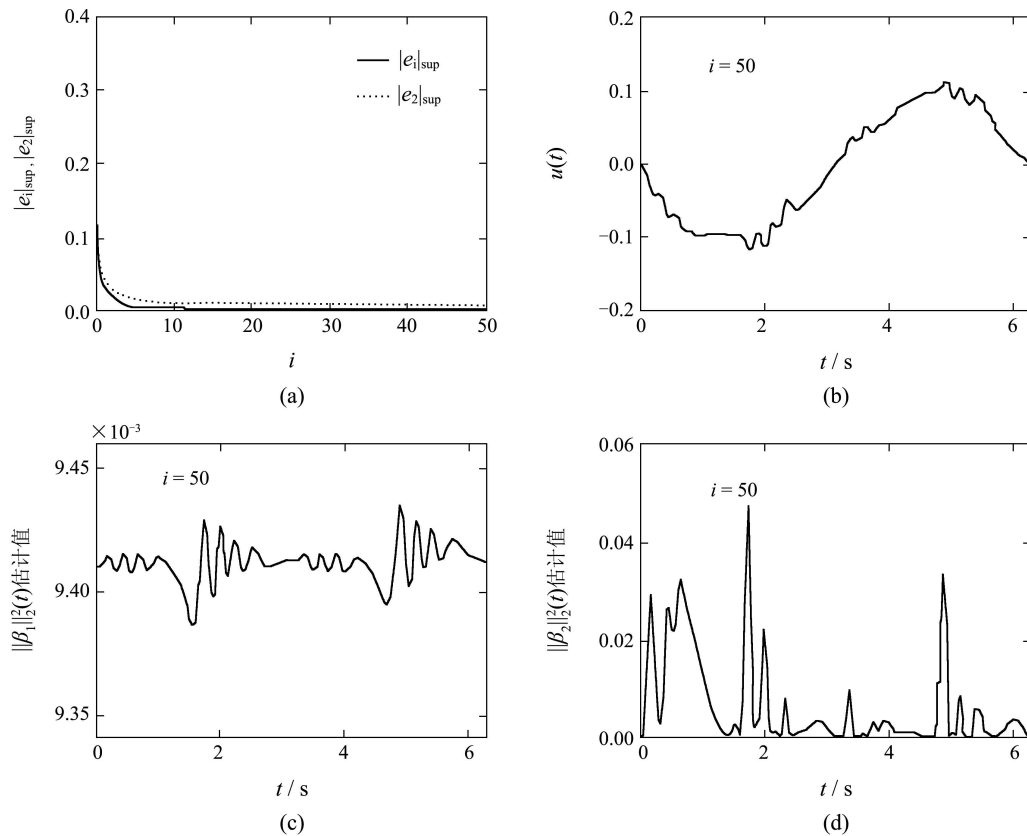 0.4
0.3
0.2
0.1
0.0
|e₁|sup, |e₂|sup
|eᵢ|sup
|e₂|sup
0 10 20 30 40 50
i
(a)
0.2
0.1
0.0
−0.1
−0.2
u(t)
i = 50
0 2 4 6
t / s
(b)
×10⁻³
9.45
9.40
9.35
||β₁||₂²(t)估计值
i = 50
0 2 4 6
t / s
(c)
0.06
0.04
0.02
0.00
||β₂||₂²(t)估计值
i = 50
0 2 4 6
t / s
(d)